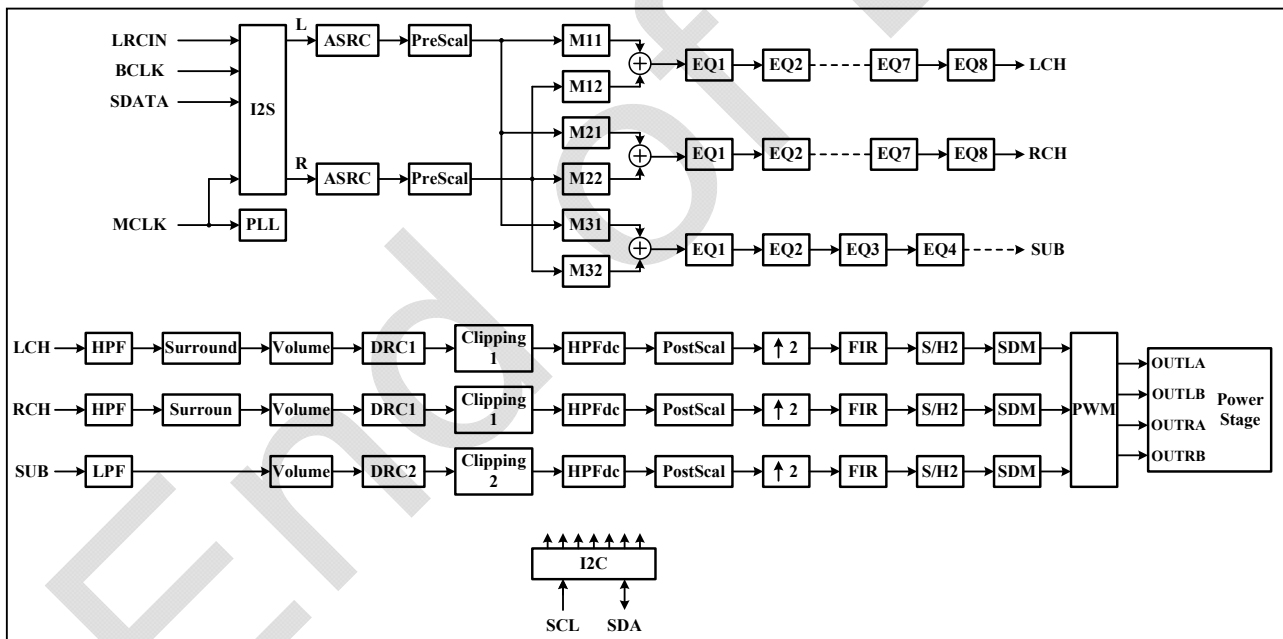 LRCIN
BCLK
SDATA
MCLK
I2S
PLL
L
R
ASRC
PreScal
ASRC
PreScal
M11
M12
M21
M22
M31
M32
+
+
+
EQ1 EQ2 EQ7 EQ8 LCH
EQ1 EQ2 EQ7 EQ8 RCH
EQ1 EQ2 EQ3 EQ4 SUB
LCH HPF Surround Volume DRC1 Clipping 1 HPFdc PostScal ↑ 2 FIR S/H2 SDM
RCH HPF Surroun Volume DRC1 Clipping 1 HPFdc PostScal ↑ 2 FIR S/H2 SDM
SUB LPF Volume DRC2 Clipping 2 HPFdc PostScal ↑ 2 FIR S/H2 SDM
PWM
OUTLA
OUTLB
OUTRA
OUTRB
Power
Stage
I2C
SCL SDA
End of